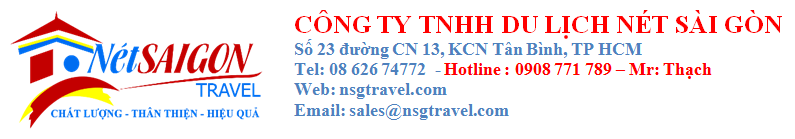 NétSAIGON
TRAVEL
CHẤT LƯỢNG - THÂN THIỆN - HIỆU QUẢ
CÔNG TY TNHH DU LỊCH NÉT SÀI GÒN
Số 23 đường CN 13, KCN Tân Bình, TP HCM
Tel: 08 626 74772 - Hotline : 0908 771 789 – Mr: Thạch
Web: nsgtravel.com
Email: sales@nsgtravel.com